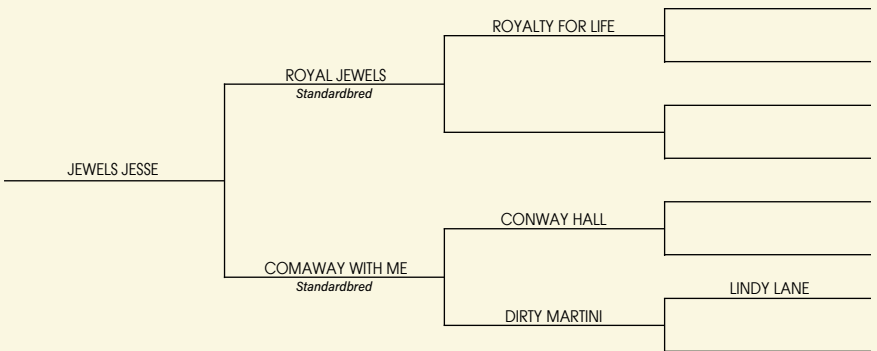 ROYALTY FOR LIFE
ROYAL JEWELS
Standardbred
JEWELS JESSE
CONWAY HALL
COMAWAY WITH ME
Standardbred
LINDY LANE
DIRTY MARTINI